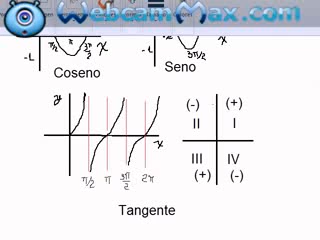 WebcamMax.com
-1 π 3π/2 x
-1 3π/2 x
Coseno Seno
y
x
π/2 π 3π/2 2π
(-) (+)
II I
III IV
(+) (-)
Tangente